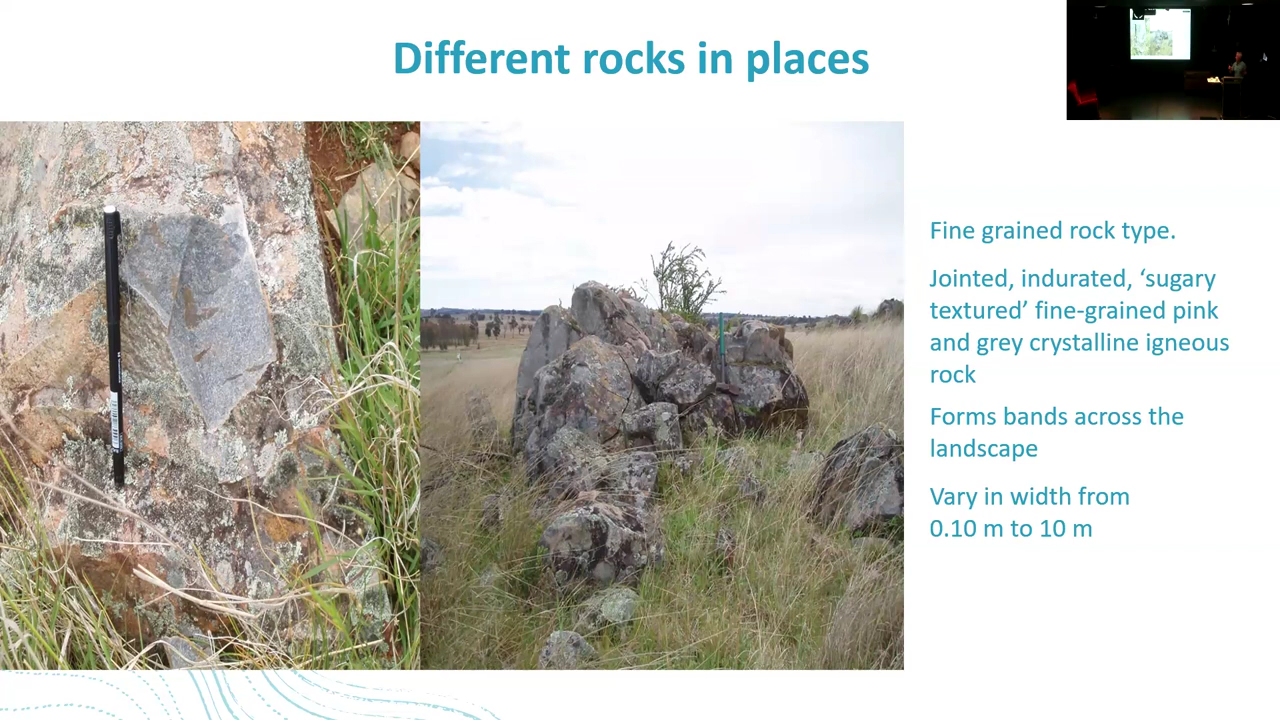 Different rocks in places
Fine grained rock type.
Jointed, indurated, ‘sugary
textured’ fine-grained pink
and grey crystalline igneous
rock
Forms bands across the
landscape
Vary in width from
0.10 m to 10 m